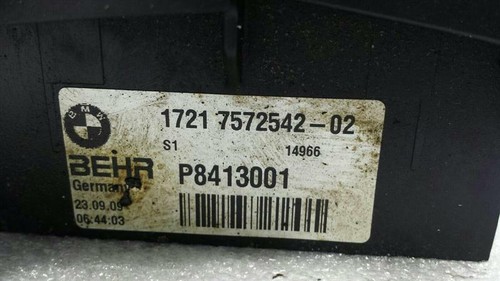 BMW
1721 7572542-02
S1 14966
BEHR P8413001
Germany
23.09.09
06:44:03